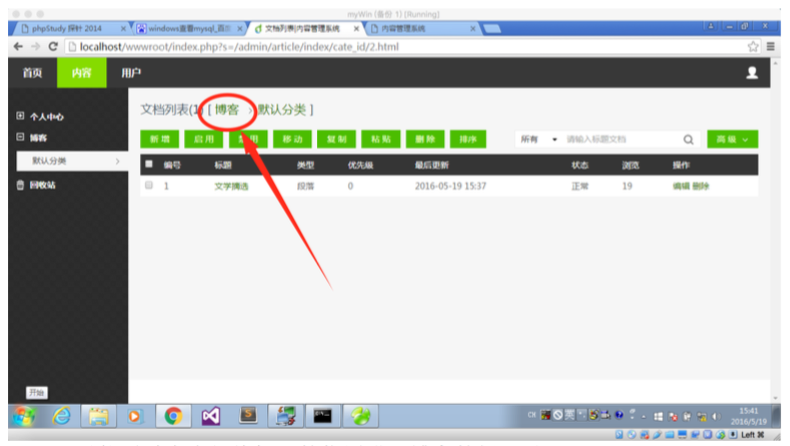 myWin (备份 1) [Running]
phpStudy 探针 2014
windows查看mysql_百
文档列表|内容管理系统
内容管理系统
localhost/wwwroot/index.php?s=/admin/article/index/cate_id/2.html
首页 内容 用户
个人中心
博客
默认分类 >
回收站
文档列表(1) [ 博客 > 默认分类 ]
新 增 启 用 用 移 动 复 制 粘 贴 删 除 排序 所有 请输入标题文档 高 级
编号 标题 类型 优先级 最后更新 状态 浏览 操作
1 文字摘选 段落 0 2016-05-19 15:37 正常 19 编辑 删除
开始
CH
15:41
2016/5/19
Left ⌘